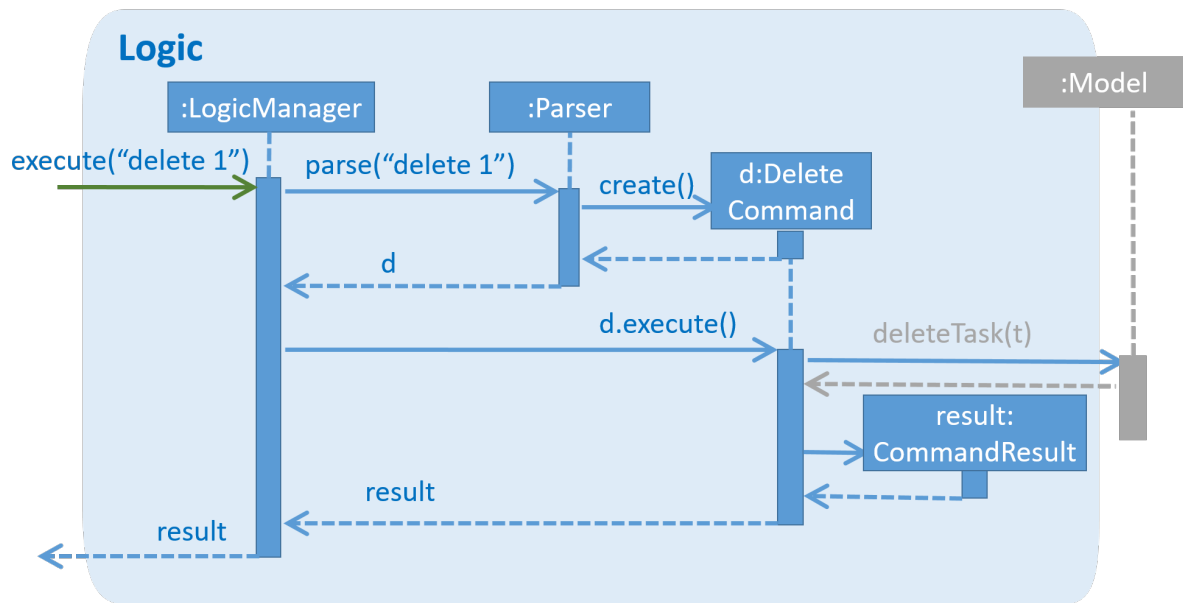 Logic
:LogicManager
:Parser
:Model
execute(“delete 1”)
parse(“delete 1”)
create()
d:Delete
Command
d
d.execute()
deleteTask(t)
result:
CommandResult
result
result